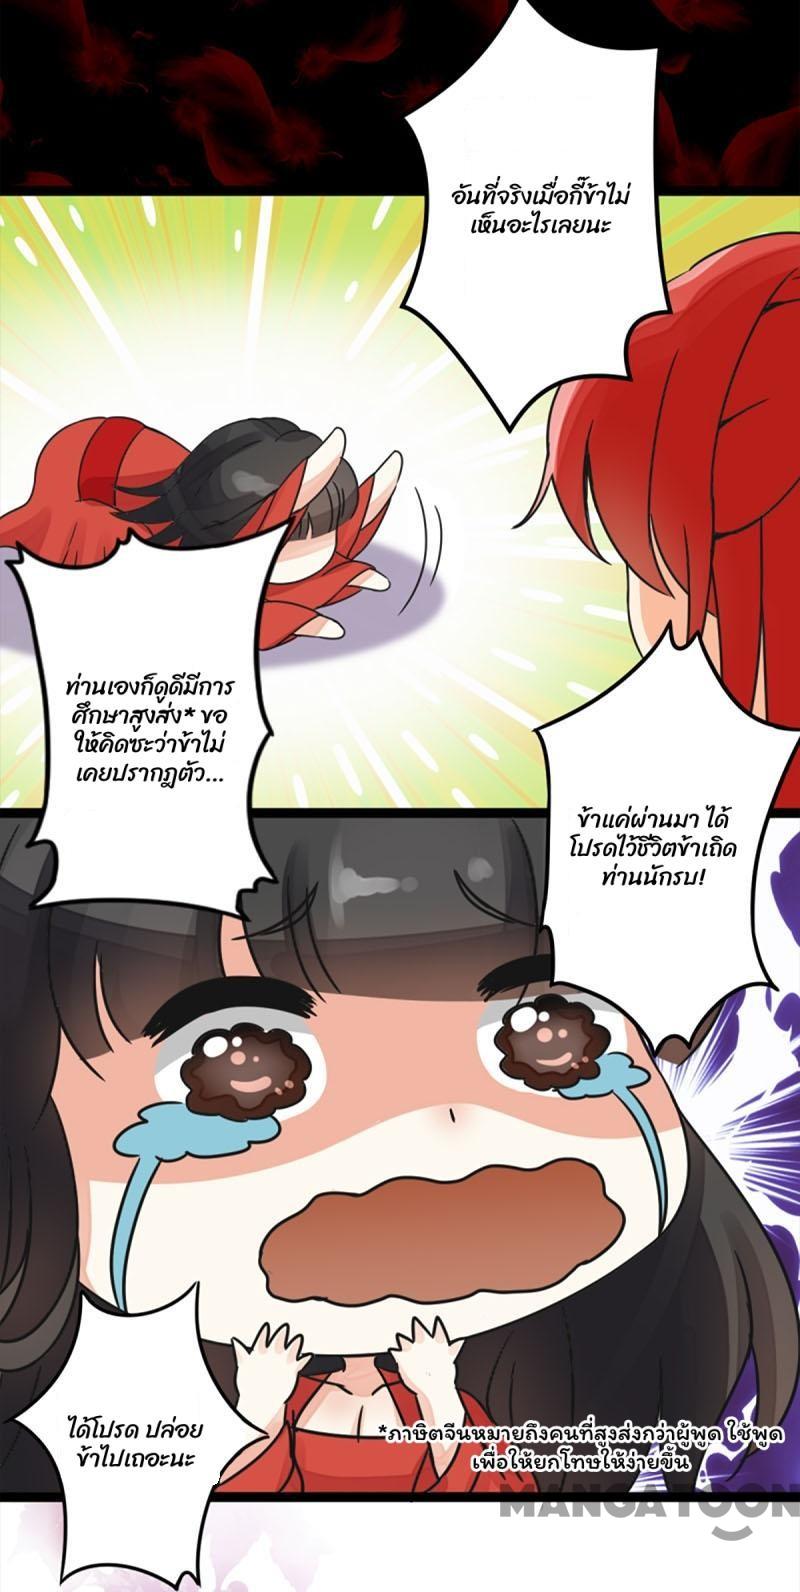 อันที่จริงเมื่อกี๊ข้าไม่
เห็นอะไรเลยนะ
ท่านเองก็ดูดีมีการ
ศึกษาสูงส่ง* ขอ
ให้คิดซะว่าข้าไม่
เคยปรากฎตัว...
ข้าแค่ผ่านมา ได้
โปรดไว้ชีวิตข้าเถิด
ท่านนักรบ!
ได้โปรด ปล่อย
ข้าไปเถอะนะ
*ภาษิตจีนหมายถึงคนที่สูงส่งกว่าผู้พูด ใช้พูด
เพื่อให้ยกโทษให้ง่ายขึ้น
MANGATOON